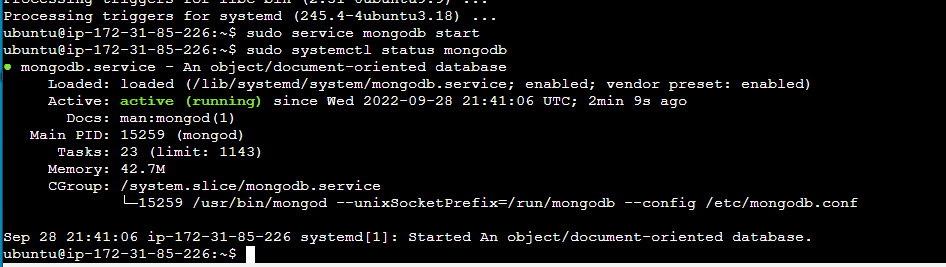 Processing triggers for libc-bin (2.31-0ubuntu9.9) ...
Processing triggers for systemd (245.4-4ubuntu3.18) ...
ubuntu@ip-172-31-85-226:~$ sudo service mongodb start
ubuntu@ip-172-31-85-226:~$ sudo systemctl status mongodb
● mongodb.service - An object/document-oriented database
     Loaded: loaded (/lib/systemd/system/mongodb.service; enabled; vendor preset: enabled)
     Active: active (running) since Wed 2022-09-28 21:41:06 UTC; 2min 9s ago
       Docs: man:mongod(1)
   Main PID: 15259 (mongod)
      Tasks: 23 (limit: 1143)
     Memory: 42.7M
     CGroup: /system.slice/mongodb.service
             └─15259 /usr/bin/mongod --unixSocketPrefix=/run/mongodb --config /etc/mongodb.conf
Sep 28 21:41:06 ip-172-31-85-226 systemd[1]: Started An object/document-oriented database.
ubuntu@ip-172-31-85-226:~$